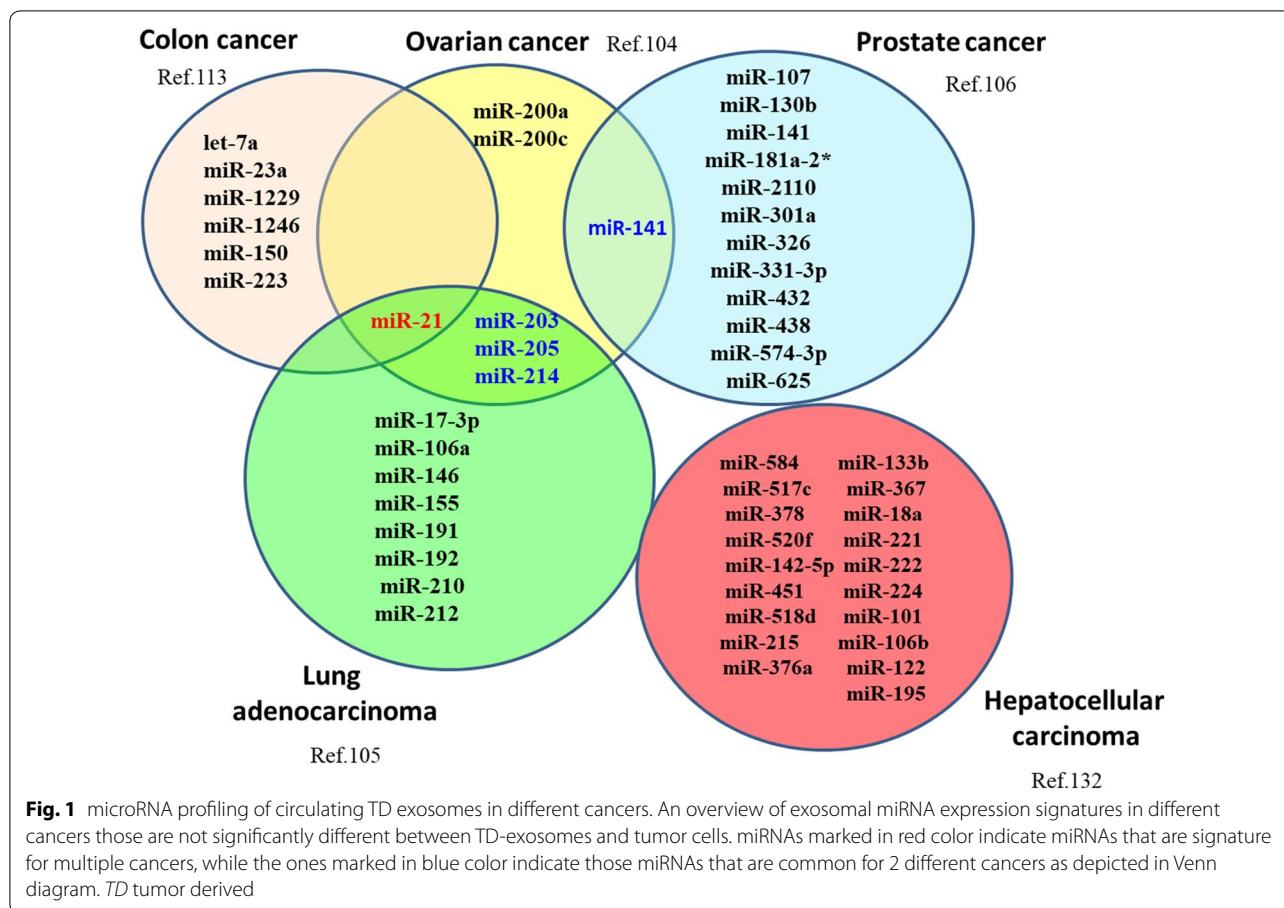 Colon cancer
Ref.113
Ovarian cancer
Ref.104
Prostate cancer
Ref.106
let-7a
miR-23a
miR-1229
miR-1246
miR-150
miR-223
miR-200a
miR-200c
miR-141
miR-107
miR-130b
miR-141
miR-181a-2*
miR-2110
miR-301a
miR-326
miR-331-3p
miR-432
miR-438
miR-574-3p
miR-625
miR-21
miR-203
miR-205
miR-214
miR-17-3p
miR-106a
miR-146
miR-155
miR-191
miR-192
miR-210
miR-212
Lung
adenocarcinoma
Ref.105
miR-584
miR-517c
miR-378
miR-520f
miR-142-5p
miR-451
miR-518d
miR-215
miR-376a
miR-133b
miR-367
miR-18a
miR-221
miR-222
miR-224
miR-101
miR-106b
miR-122
miR-195
Hepatocellular
carcinoma
Ref.132
Fig. 1 microRNA profiling of circulating TD exosomes in different cancers. An overview of exosomal miRNA expression signatures in different
cancers those are not significantly different between TD-exosomes and tumor cells. miRNAs marked in red color indicate miRNAs that are signature
for multiple cancers, while the ones marked in blue color indicate those miRNAs that are common for 2 different cancers as depicted in Venn
diagram. TD tumor derived